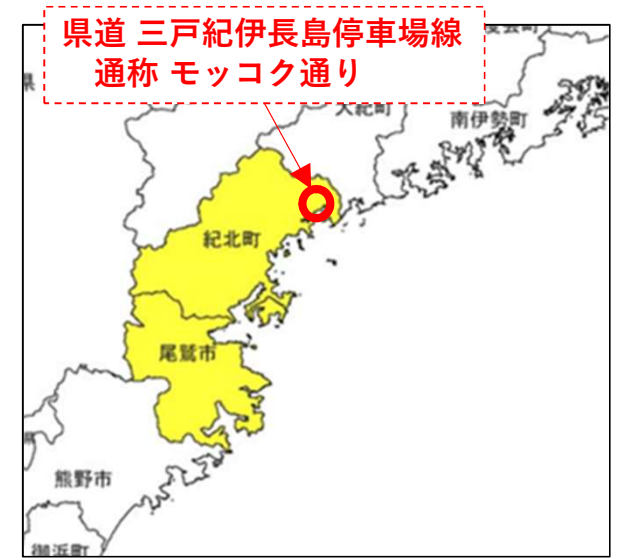 県道 三戸紀伊長島停車場線
通称 モッコク通り
県
大紀町
南伊勢町
紀北町
尾鷲市
熊野市
御浜町